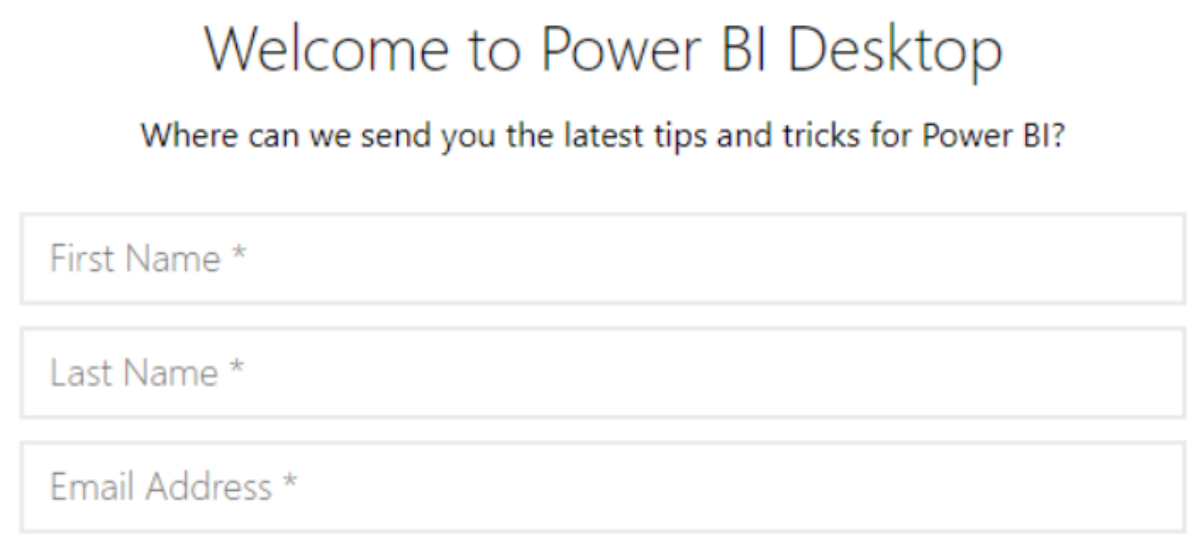 Welcome to Power BI Desktop
Where can we send you the latest tips and tricks for Power BI?
First Name *
Last Name *
Email Address *